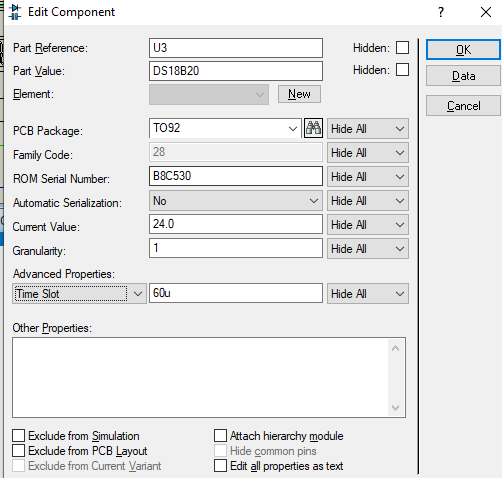 Edit Component
? ×
Part Reference: U3 Hidden:
Part Value: DS18B20 Hidden:
Element: New
PCB Package: TO92 Hide All
Family Code: 28 Hide All
ROM Serial Number: B8C530 Hide All
Automatic Serialization: No Hide All
Current Value: 24.0 Hide All
Granularity: 1 Hide All
Advanced Properties:
Time Slot 60u Hide All
Other Properties:
Exclude from Simulation Attach hierarchy module
Exclude from PCB Layout Hide common pins
Exclude from Current Variant Edit all properties as text
OK
Data
Cancel